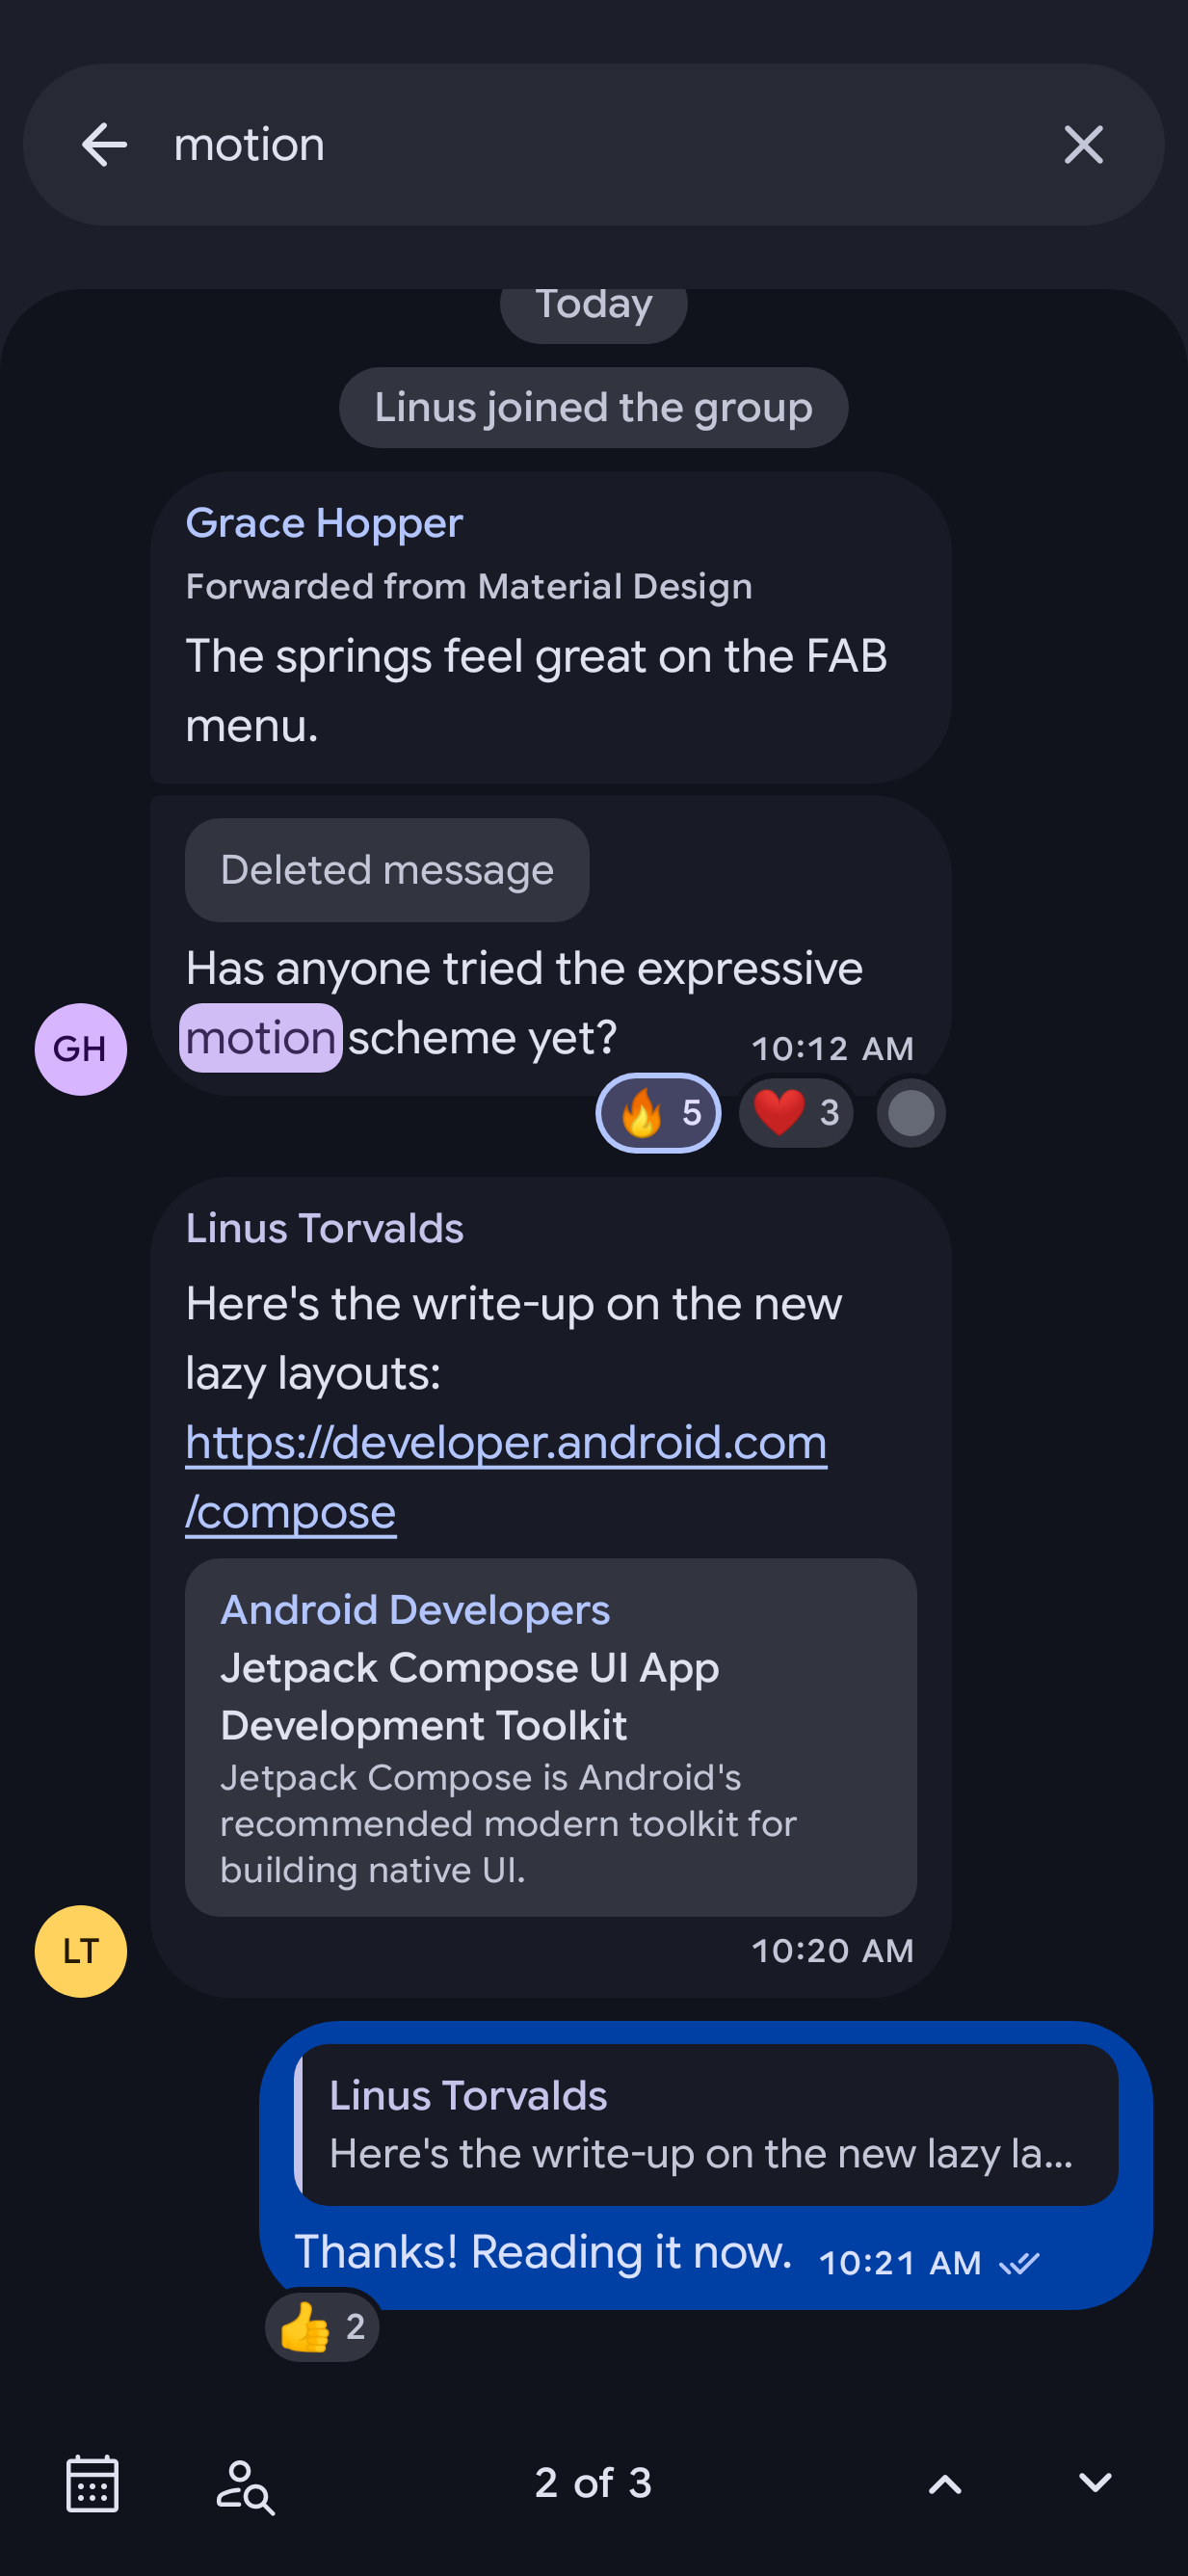 motion
Today
Linus joined the group
Grace Hopper
Forwarded from Material Design
The springs feel great on the FAB
menu.
Deleted message
Has anyone tried the expressive
motion scheme yet?
10:12 AM
GH
🔥 5
❤️ 3
Linus Torvalds
Here's the write-up on the new
lazy layouts:
https://developer.android.com
/compose
Android Developers
Jetpack Compose UI App
Development Toolkit
Jetpack Compose is Android's
recommended modern toolkit for
building native UI.
LT
10:20 AM
Linus Torvalds
Here's the write-up on the new lazy la...
Thanks! Reading it now. 10:21 AM
👍 2
2 of 3